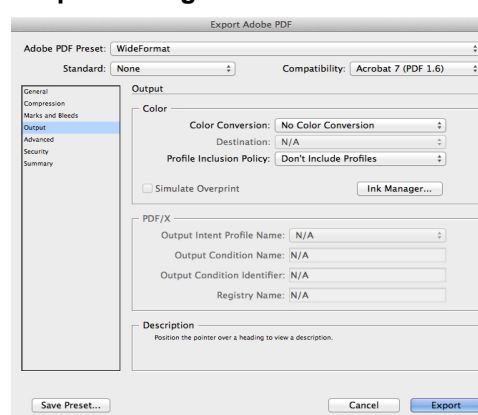 Export Adobe PDF
Adobe PDF Preset: WideFormat
Standard: None Compatibility: Acrobat 7 (PDF 1.6)
General
Compression
Marks and Bleeds
Output
Advanced
Security
Summary
Output
Color
Color Conversion: No Color Conversion
Destination: N/A
Profile Inclusion Policy: Don't Include Profiles
Simulate Overprint Ink Manager...
PDF/X
Output Intent Profile Name: N/A
Output Condition Name: N/A
Output Condition Identifier: N/A
Registry Name: N/A
Description
Position the pointer over a heading to view a description.
Save Preset... Cancel Export